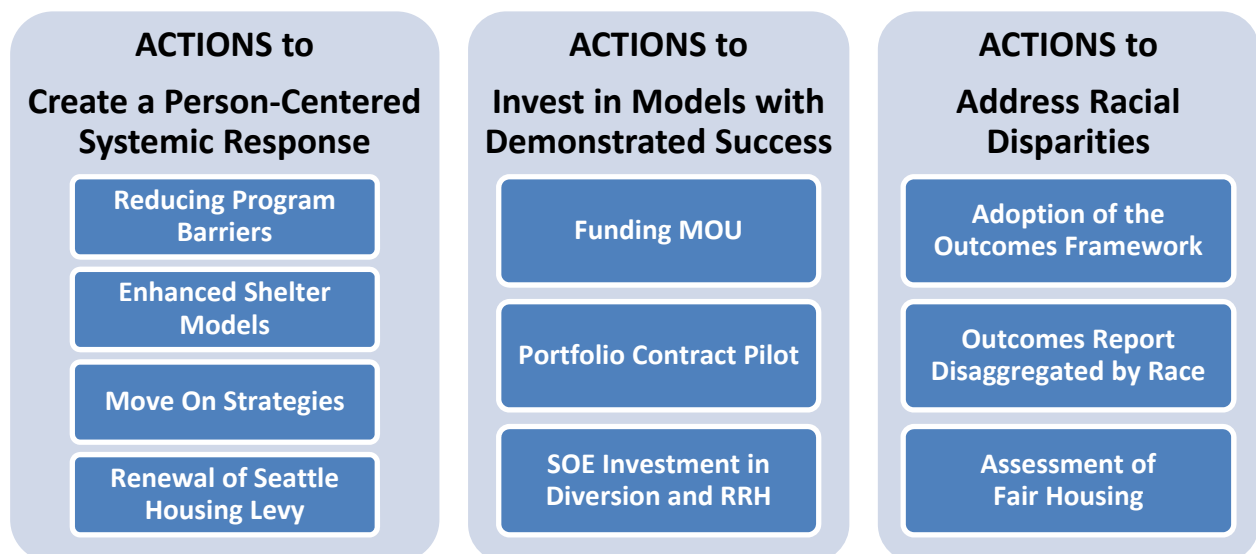 ACTIONS to
Create a Person-Centered
Systemic Response
Reducing Program
Barriers
Enhanced Shelter
Models
Move On Strategies
Renewal of Seattle
Housing Levy
ACTIONS to
Invest in Models with
Demonstrated Success
Funding MOU
Portfolio Contract Pilot
SOE Investment in
Diversion and RRH
ACTIONS to
Address Racial
Disparities
Adoption of the
Outcomes Framework
Outcomes Report
Disaggregated by Race
Assessment of
Fair Housing